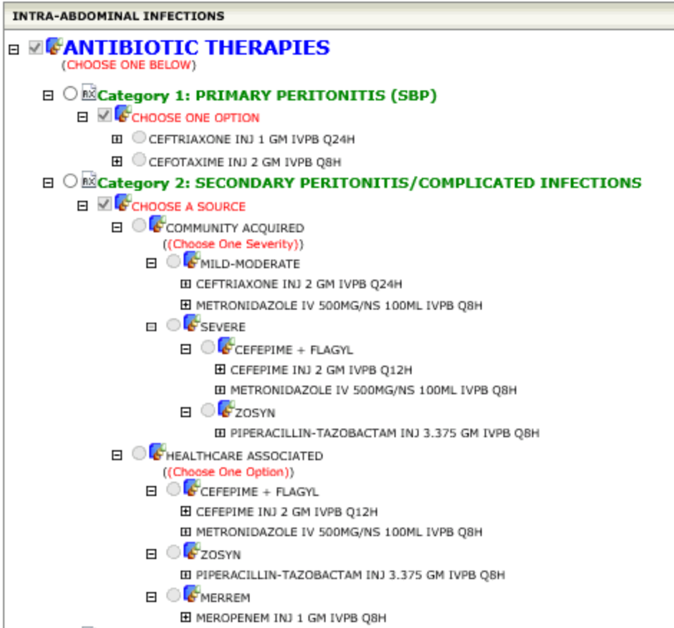 INTRA-ABDOMINAL INFECTIONS
ANTIBIOTIC THERAPIES
(CHOOSE ONE BELOW)
Category 1: PRIMARY PERITONITIS (SBP)
CHOOSE ONE OPTION
CEFTRIAXONE INJ 1 GM IVPB Q24H
CEFOTAXIME INJ 2 GM IVPB Q8H
Category 2: SECONDARY PERITONITIS/COMPLICATED INFECTIONS
CHOOSE A SOURCE
COMMUNITY ACQUIRED
((Choose One Severity))
MILD-MODERATE
CEFTRIAXONE INJ 2 GM IVPB Q24H
METRONIDAZOLE IV 500MG/NS 100ML IVPB Q8H
SEVERE
CEFEPIME + FLAGYL
CEFEPIME INJ 2 GM IVPB Q12H
METRONIDAZOLE IV 500MG/NS 100ML IVPB Q8H
ZOSYN
PIPERACILLIN-TAZOBACTAM INJ 3.375 GM IVPB Q8H
HEALTHCARE ASSOCIATED
((Choose One Option))
CEFEPIME + FLAGYL
CEFEPIME INJ 2 GM IVPB Q12H
METRONIDAZOLE IV 500MG/NS 100ML IVPB Q8H
ZOSYN
PIPERACILLIN-TAZOBACTAM INJ 3.375 GM IVPB Q8H
MERREM
MEROPENEM INJ 1 GM IVPB Q8H